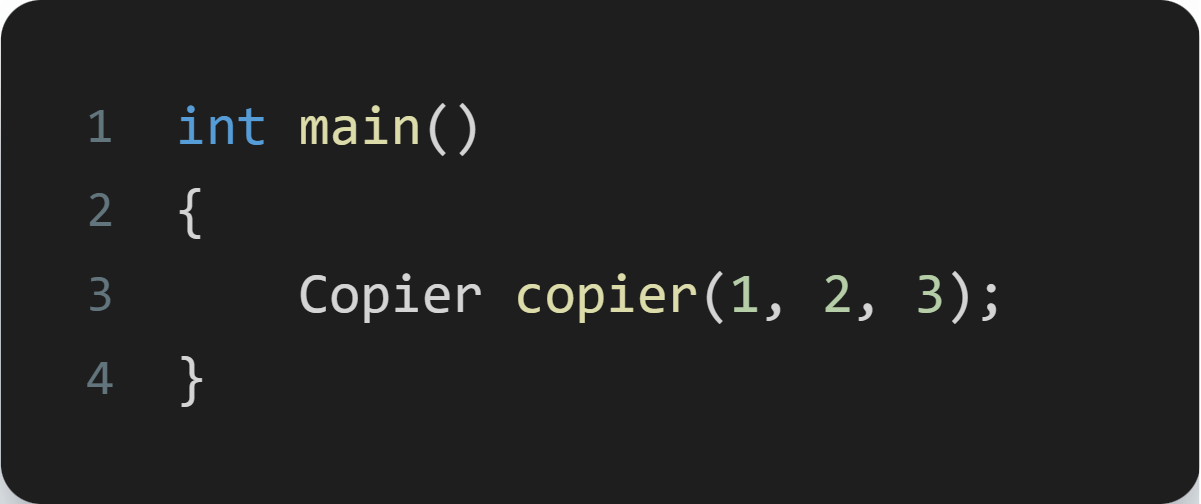 1 int main()
2 {
3     Copier copier(1, 2, 3);
4 }